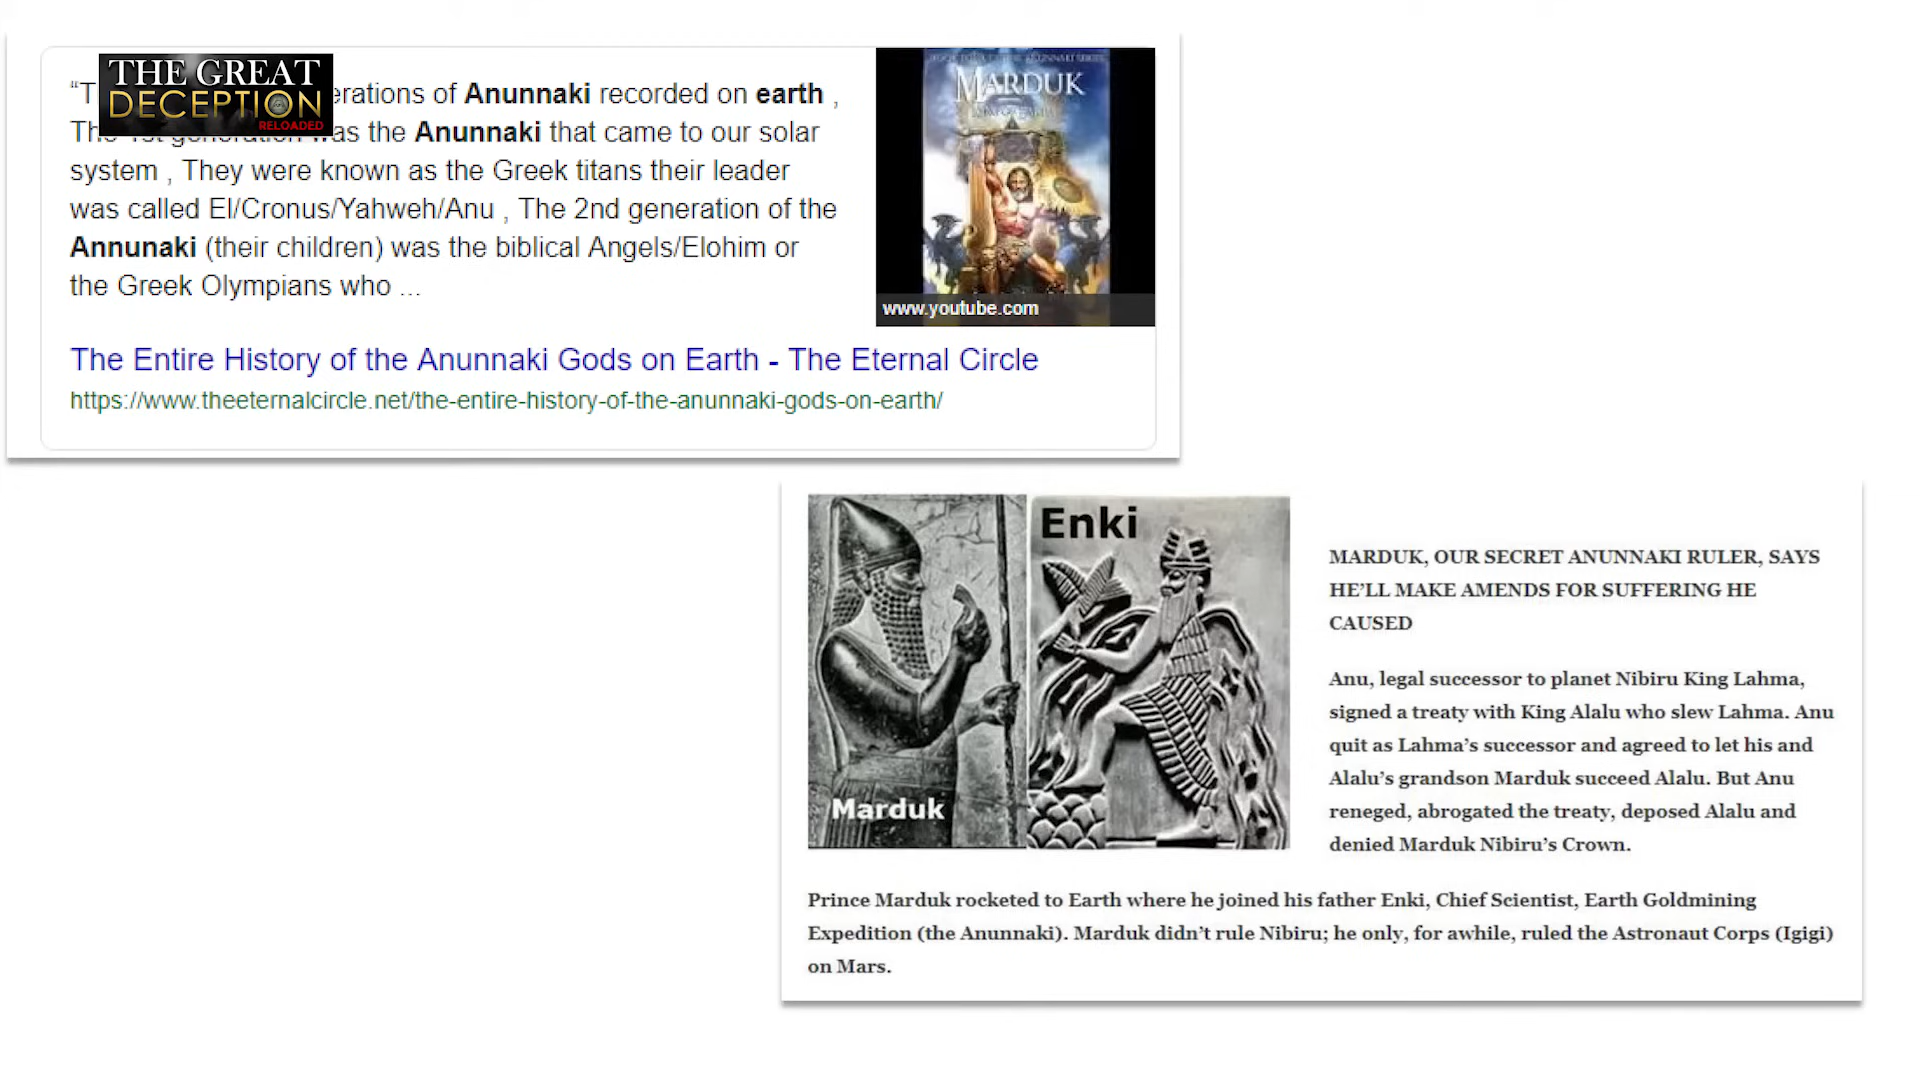 THE GREAT
DECEPTION
RELOADED
“T erations of Anunnaki recorded on earth ,
The 1st generation was the Anunnaki that came to our solar
system , They were known as the Greek titans their leader
was called El/Cronus/Yahweh/Anu , The 2nd generation of the
Annunaki (their children) was the biblical Angels/Elohim or
the Greek Olympians who ...
MARDUK
www.youtube.com
The Entire History of the Anunnaki Gods on Earth - The Eternal Circle
https://www.theeternalcircle.net/the-entire-history-of-the-anunnaki-gods-on-earth/
Enki
Marduk
MARDUK, OUR SECRET ANUNNAKI RULER, SAYS
HE’LL MAKE AMENDS FOR SUFFERING HE
CAUSED
Anu, legal successor to planet Nibiru King Lahma,
signed a treaty with King Alalu who slew Lahma. Anu
quit as Lahma’s successor and agreed to let his and
Alalu’s grandson Marduk succeed Alalu. But Anu
reneged, abrogated the treaty, deposed Alalu and
denied Marduk Nibiru’s Crown.
Prince Marduk rocketed to Earth where he joined his father Enki, Chief Scientist, Earth Goldmining
Expedition (the Anunnaki). Marduk didn’t rule Nibiru; he only, for awhile, ruled the Astronaut Corps (Igigi)
on Mars.